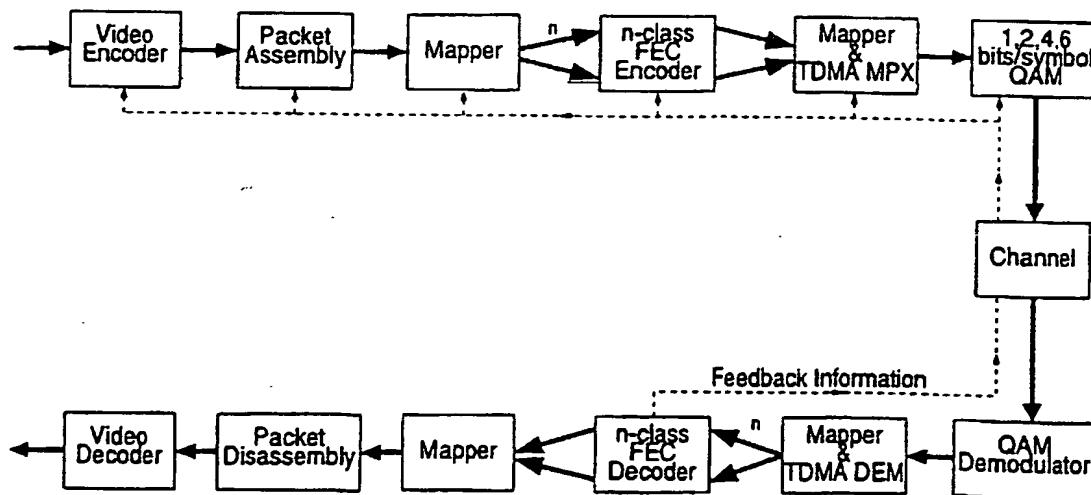 Video
Encoder
Packet
Assembly
Mapper
n
n-class
FEC
Encoder
Mapper
&
TDMA MPX
1,2,4,6
bits/symbol
QAM
Channel
Feedback Information
Video
Decoder
Packet
Disassembly
Mapper
n-class
FEC
Decoder
n
Mapper
&
TDMA DEM
QAM
Demodulator